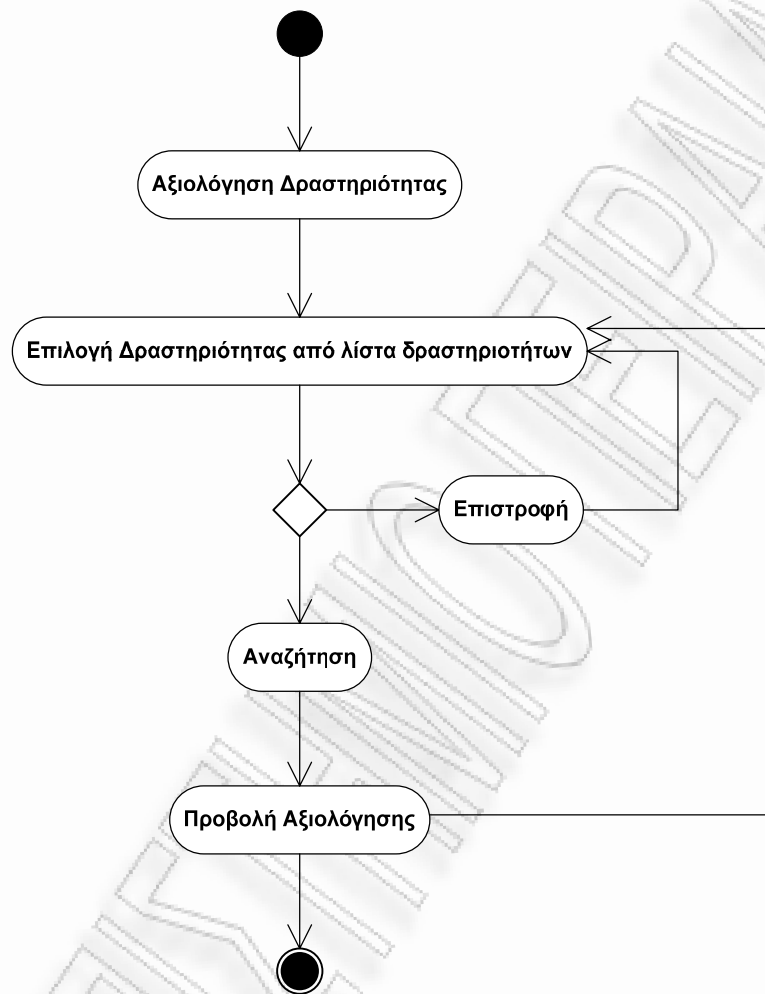 Αξιολόγηση Δραστηριότητας
Επιλογή Δραστηριότητας από λίστα δραστηριοτήτων
Επιστροφή
Αναζήτηση
Προβολή Αξιολόγησης